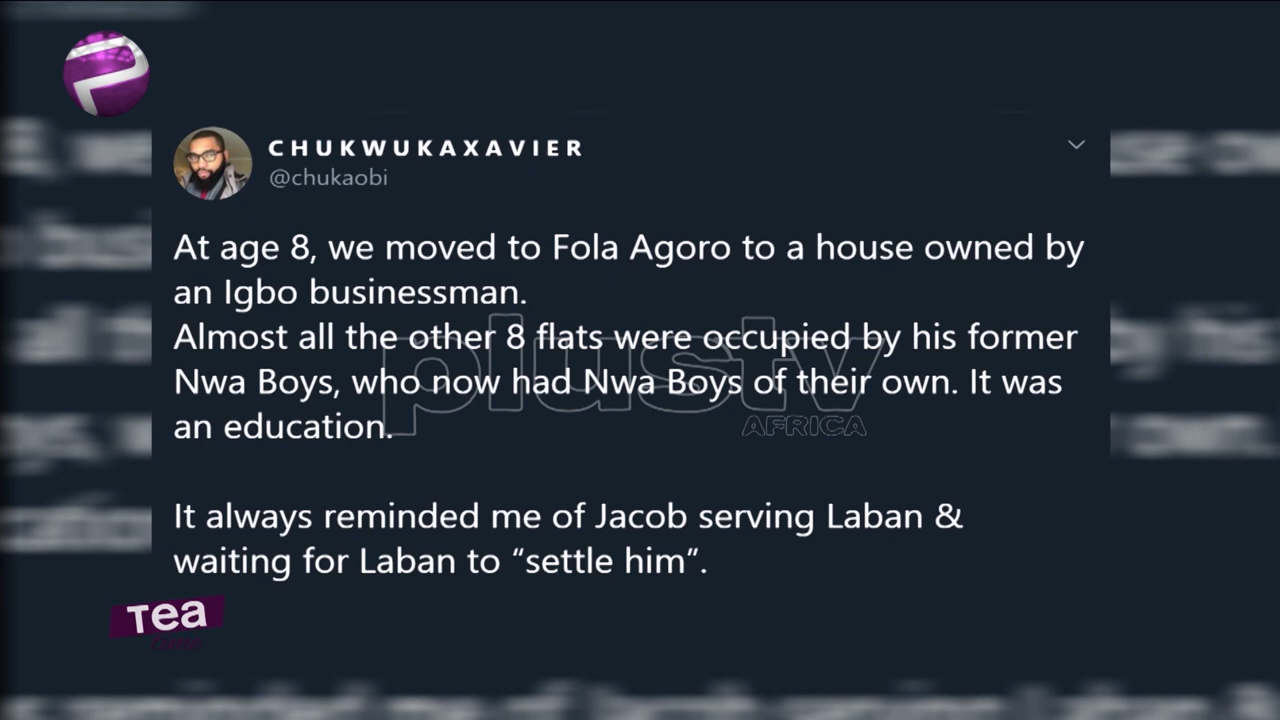 CHUKWUKAXAVIER
@chukaobi
At age 8, we moved to Fola Agoro to a house owned by
an Igbo businessman.
Almost all the other 8 flats were occupied by his former
Nwa Boys, who now had Nwa Boys of their own. It was
an education.
It always reminded me of Jacob serving Laban &
waiting for Laban to “settle him”.
plustv
AFRICA
Tea